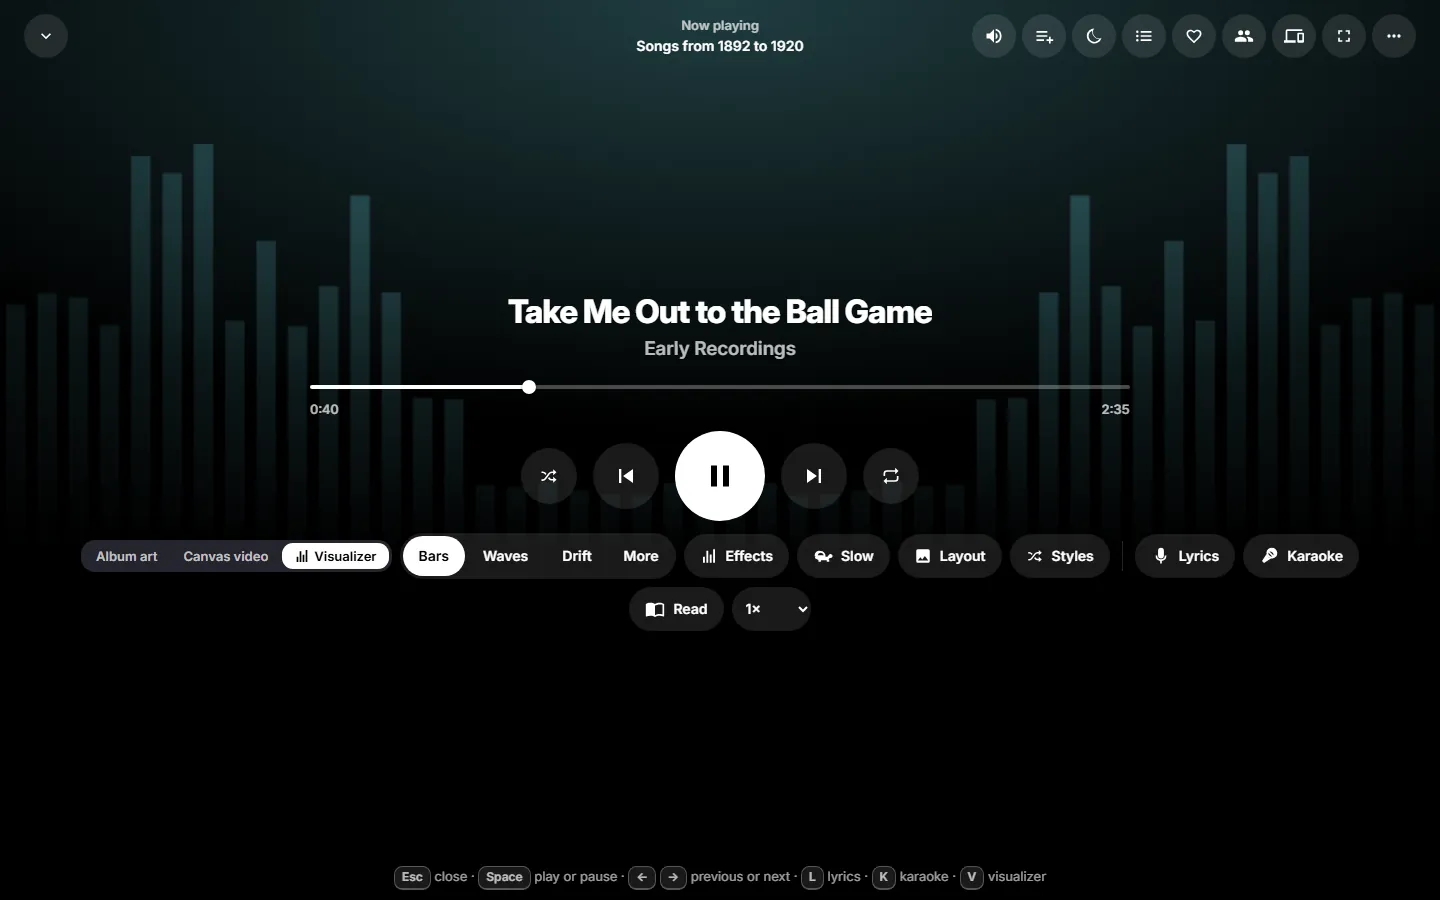 Now playing
Songs from 1892 to 1920
Take Me Out to the Ball Game
Early Recordings
0:40 2:35
Album art Canvas video Visualizer Bars Waves Drift More Effects Slow Layout Styles Lyrics Karaoke
Read 1×
Esc close · Space play or pause · ← → previous or next · L lyrics · K karaoke · V visualizer